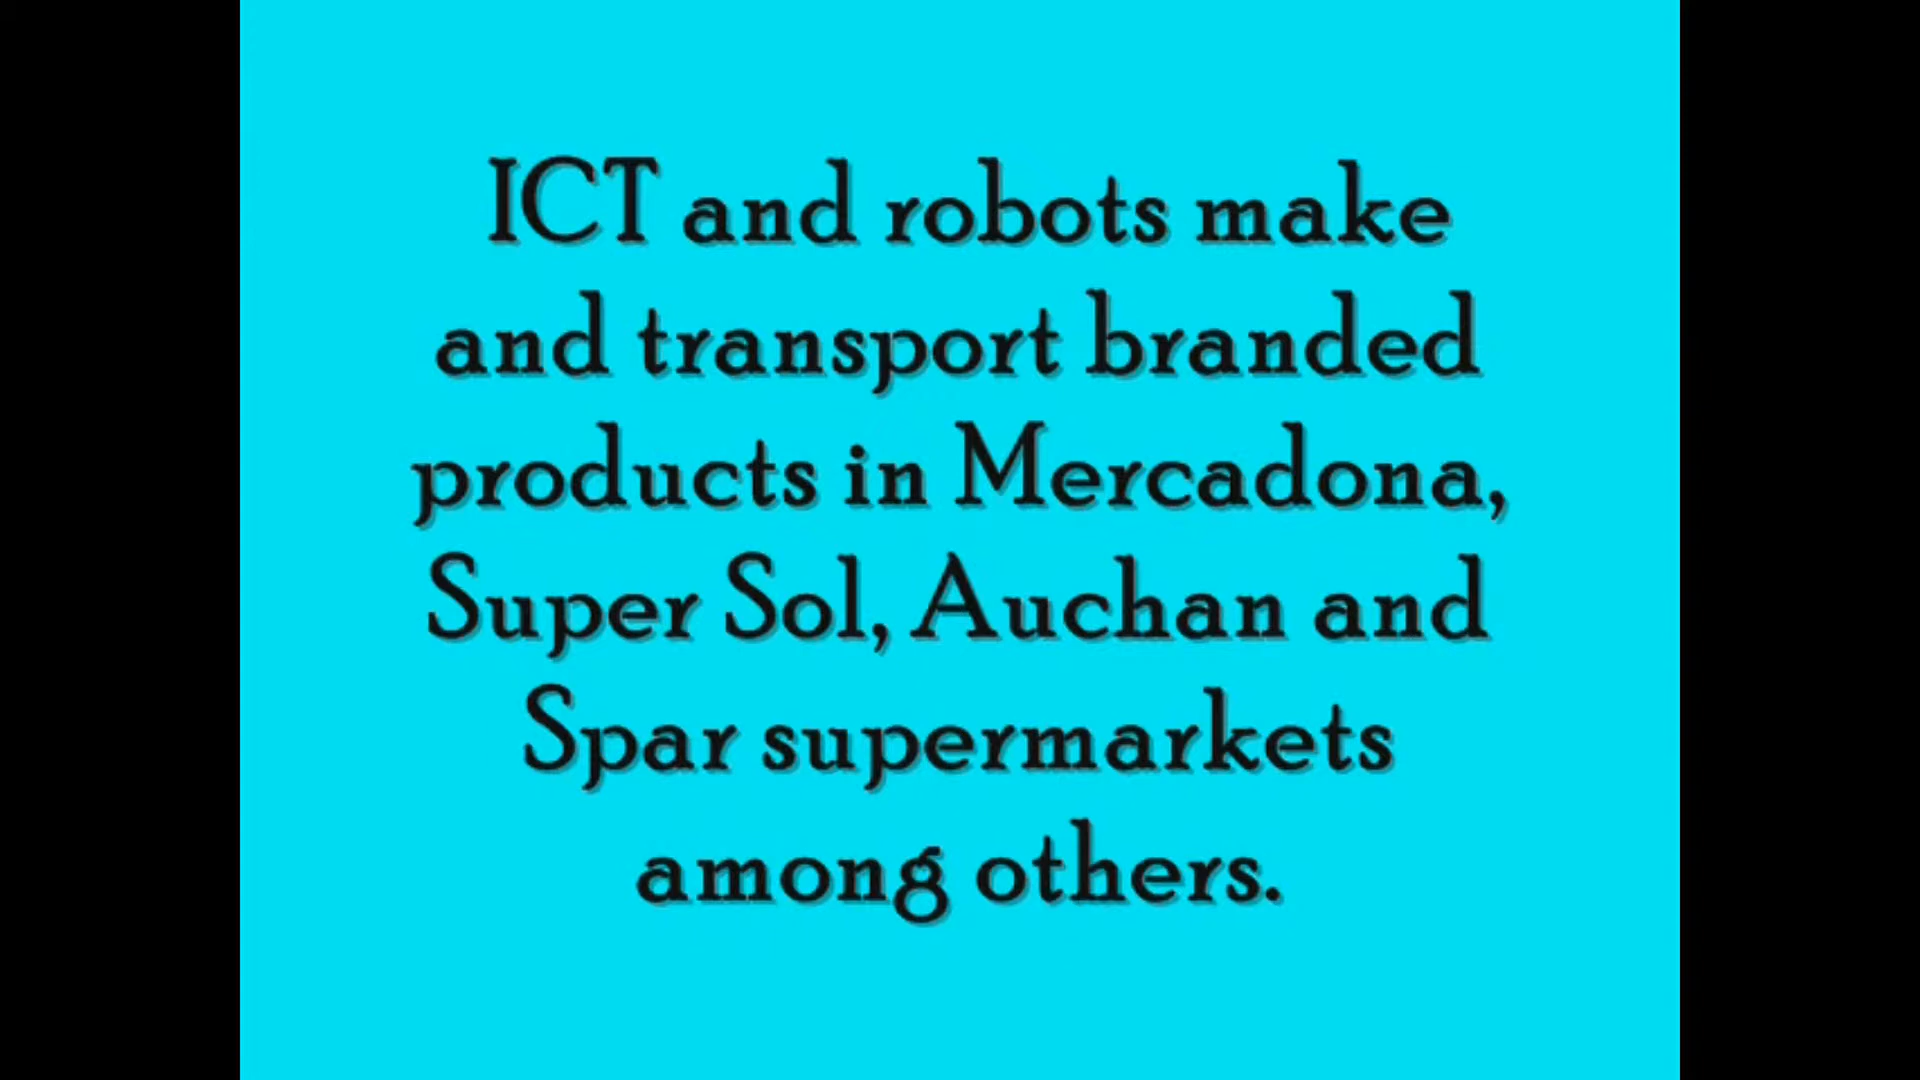 ICT and robots make
and transport branded
products in Mercadona,
Super Sol, Auchan and
Spar supermarkets
among others.